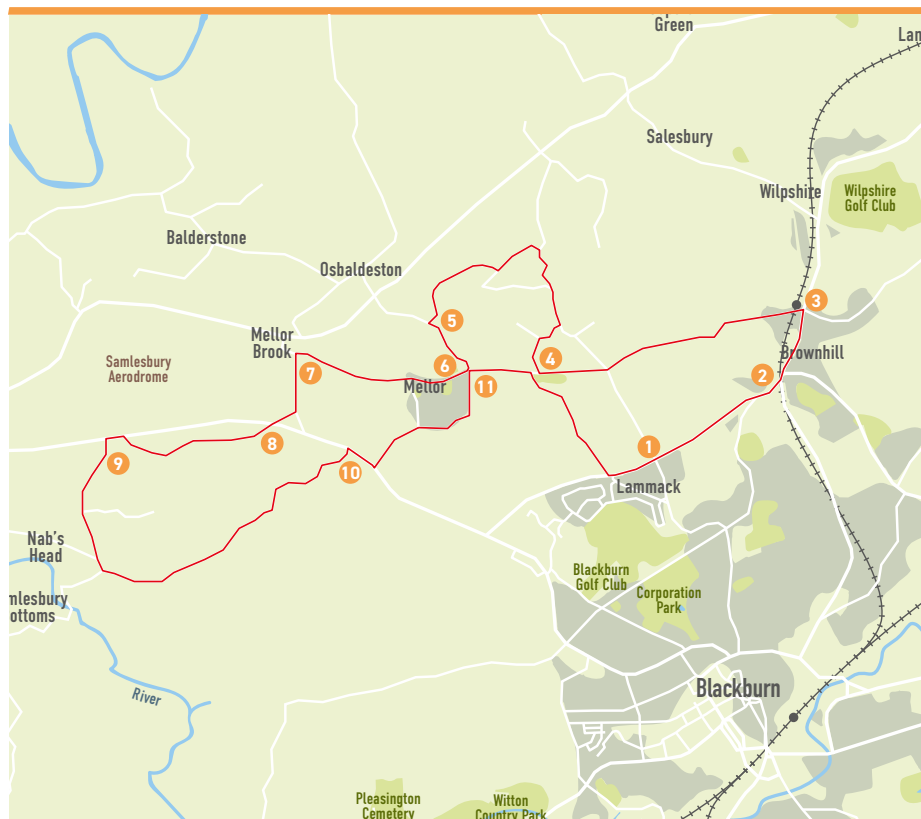 Green
Lan
Salesbury
Wilpshire
Wilpshire
Golf Club
Balderstone
Osbaldeston
3
Mellor
Brook
5
Brownhill
Samlesbury
Aerodrome
7
6
4
2
Mellor
11
8
1
9
10
Lammack
Nab's
Head
Blackburn
Golf Club
Corporation
Park
mlesbury
ottoms
River
Blackburn
Pleasington
Cemetery
Witton
Country Park